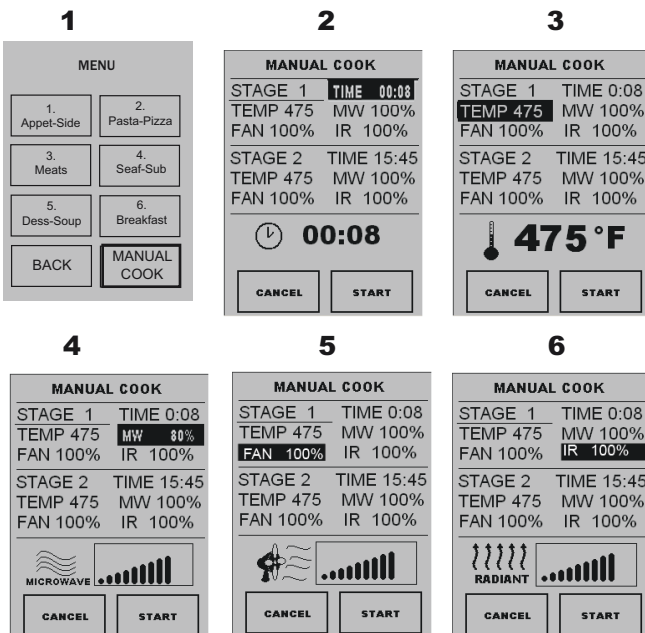 1
MENU
1.
Appet-Side
2.
Pasta-Pizza
3.
Meats
4.
Seaf-Sub
5.
Dess-Soup
6.
Breakfast
BACK
MANUAL
COOK
2
MANUAL COOK
STAGE 1 TIME 00:08
TEMP 475 MW 100%
FAN 100% IR 100%
STAGE 2 TIME 15:45
TEMP 475 MW 100%
FAN 100% IR 100%
00:08
CANCEL START
3
MANUAL COOK
STAGE 1 TIME 0:08
TEMP 475 MW 100%
FAN 100% IR 100%
STAGE 2 TIME 15:45
TEMP 475 MW 100%
FAN 100% IR 100%
475°F
CANCEL START
4
MANUAL COOK
STAGE 1 TIME 0:08
TEMP 475 MW 80%
FAN 100% IR 100%
STAGE 2 TIME 15:45
TEMP 475 MW 100%
FAN 100% IR 100%
MICROWAVE
CANCEL START
5
MANUAL COOK
STAGE 1 TIME 0:08
TEMP 475 MW 100%
FAN 100% IR 100%
STAGE 2 TIME 15:45
TEMP 475 MW 100%
FAN 100% IR 100%
CANCEL START
6
MANUAL COOK
STAGE 1 TIME 0:08
TEMP 475 MW 100%
FAN 100% IR 100%
STAGE 2 TIME 15:45
TEMP 475 MW 100%
FAN 100% IR 100%
RADIANT
CANCEL START